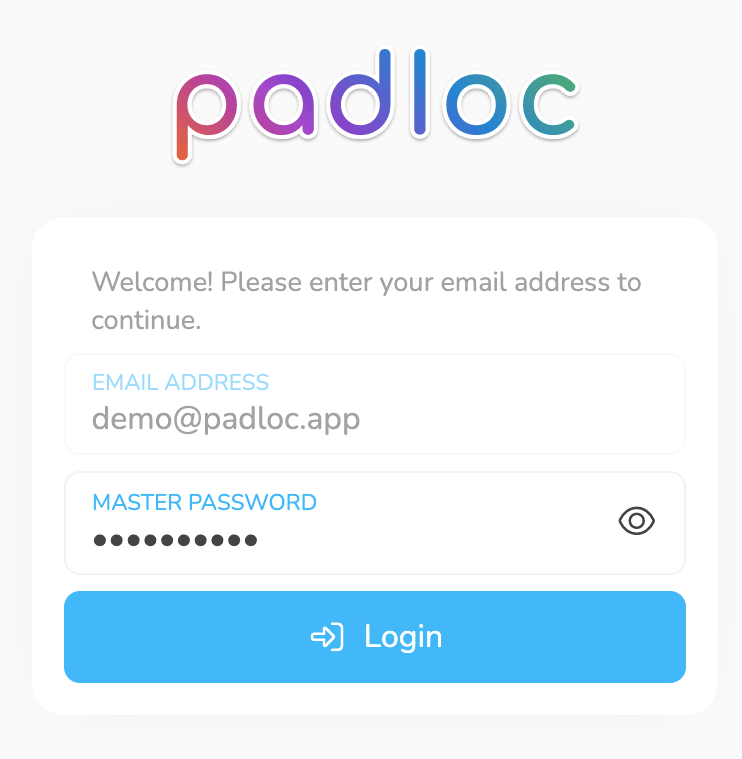 padloc
Welcome! Please enter your email address to
continue.
EMAIL ADDRESS
demo@padloc.app
MASTER PASSWORD
●●●●●●●●●●
Login